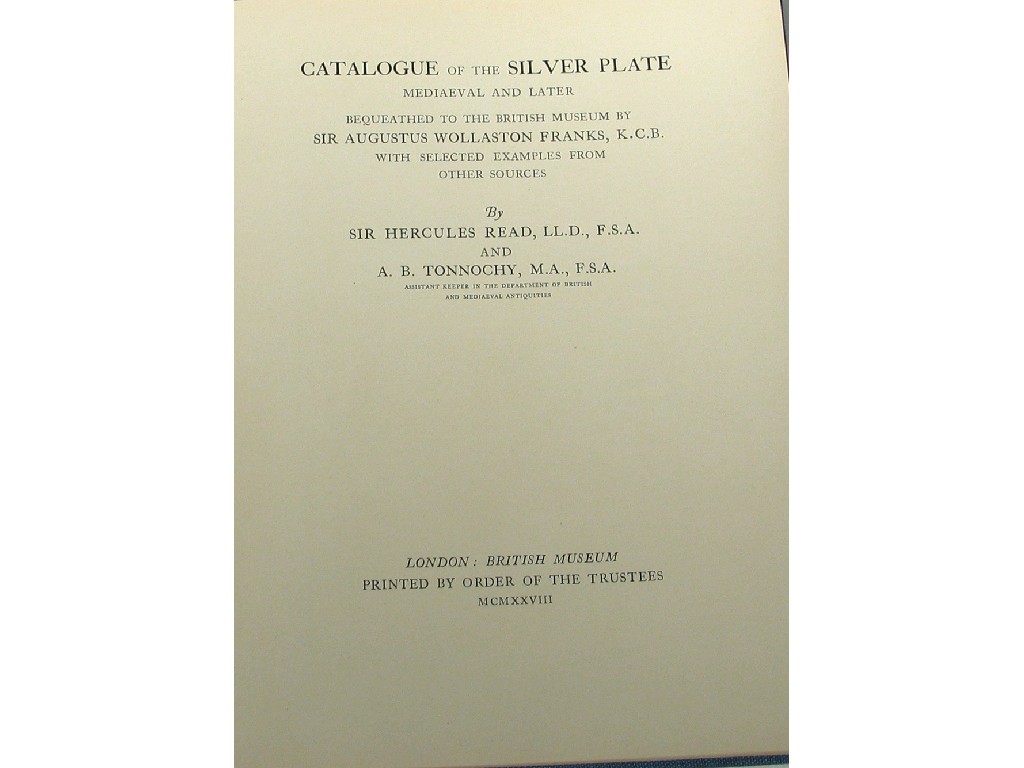 CATALOGUE OF THE SILVER PLATE
MEDIAEVAL AND LATER
BEQUEATHED TO THE BRITISH MUSEUM BY
SIR AUGUSTUS WOLLASTON FRANKS, K.C.B.
WITH SELECTED EXAMPLES FROM
OTHER SOURCES
By
SIR HERCULES READ, LL.D., F.S.A.
AND
A. B. TONNOCHY, M.A., F.S.A.
ASSISTANT KEEPER IN THE DEPARTMENT OF BRITISH
AND MEDIAEVAL ANTIQUITIES
LONDON: BRITISH MUSEUM
PRINTED BY ORDER OF THE TRUSTEES
MCMXXVIII